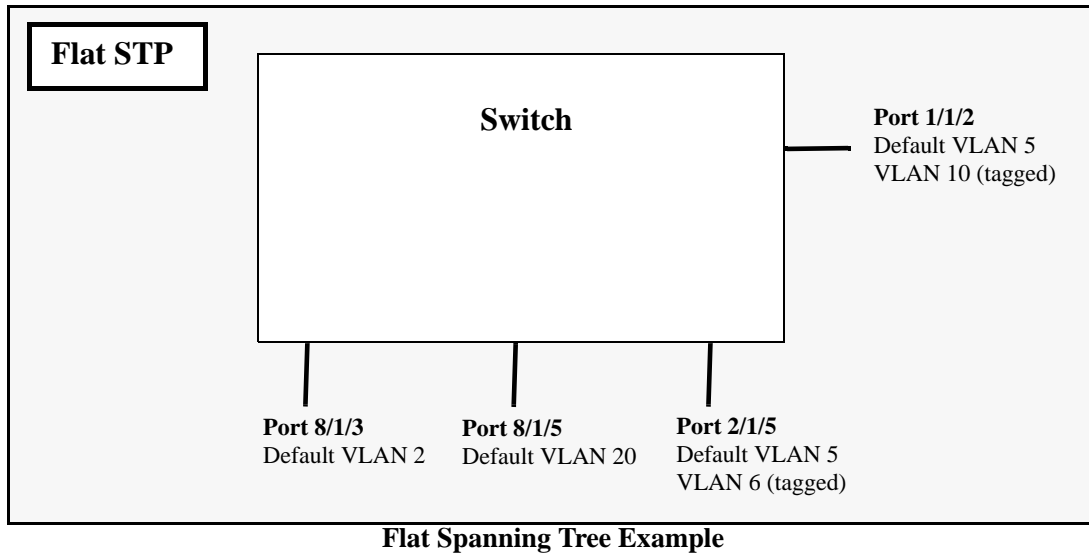 Flat STP
Switch
Port 1/1/2
Default VLAN 5
VLAN 10 (tagged)
Port 8/1/3
Default VLAN 2
Port 8/1/5
Default VLAN 20
Port 2/1/5
Default VLAN 5
VLAN 6 (tagged)
Flat Spanning Tree Example